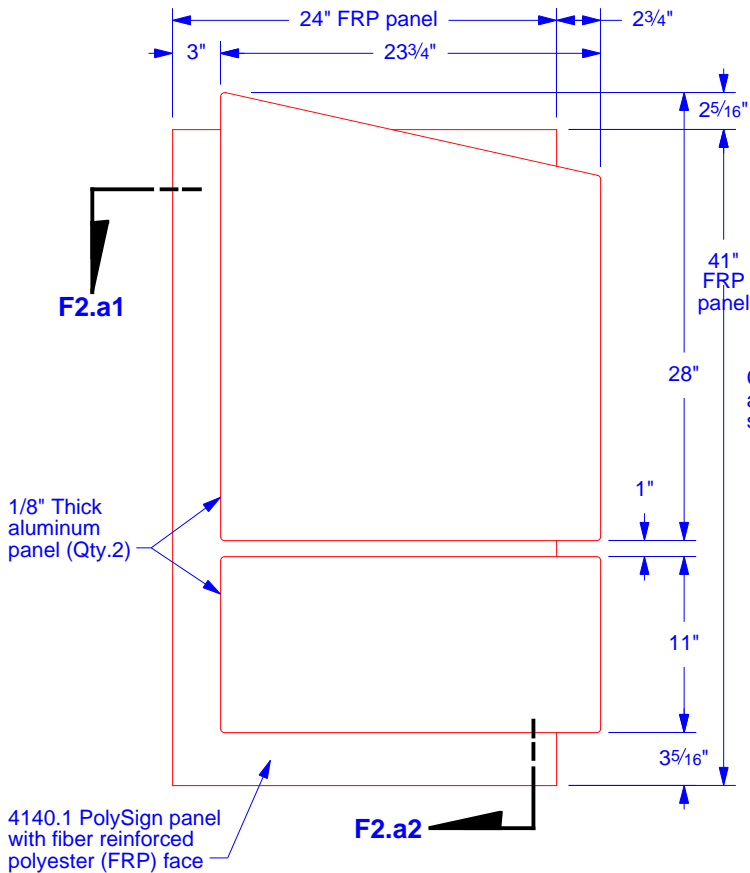 24" FRP panel
2¾"
3"
23¾"
2⁵⁄₁₆"
F2.a1
41"
FRP
panel
28"
1/8" Thick
aluminum
panel (Qty.2)
1"
11"
3⁵⁄₁₆"
4140.1 PolySign panel
with fiber reinforced
polyester (FRP) face
F2.a2